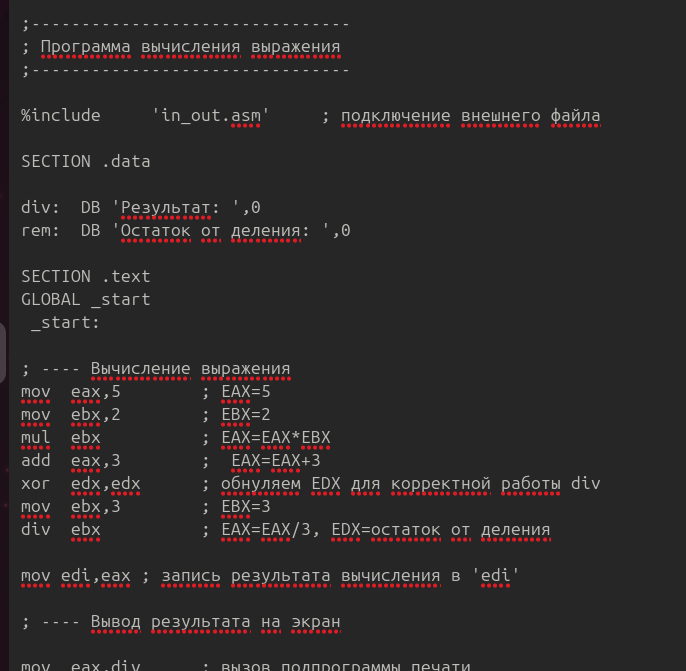 ;--------------------------------
; Программа вычисления выражения
;--------------------------------
%include     'in_out.asm'     ; подключение внешнего файла
SECTION .data
div:  DB 'Результат: ',0
rem:  DB 'Остаток от деления: ',0
SECTION .text
GLOBAL _start
 _start:
; ---- Вычисление выражения
mov  eax,5        ; EAX=5
mov  ebx,2        ; EBX=2
mul  ebx          ; EAX=EAX*EBX
add  eax,3        ;  EAX=EAX+3
xor  edx,edx      ; обнуляем EDX для корректной работы div
mov  ebx,3        ; EBX=3
div  ebx          ; EAX=EAX/3, EDX=остаток от деления
mov edi,eax ; запись результата вычисления в 'edi'
; ---- Вывод результата на экран
mov  eax,div      ; вызов подпрограммы печати